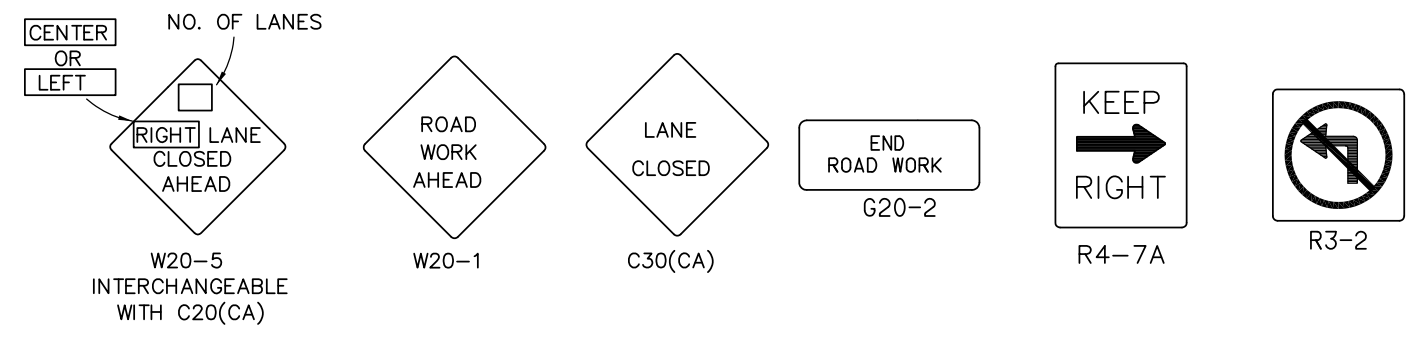 NO. OF LANES
CENTER
OR
LEFT
RIGHT LANE
CLOSED
AHEAD
W20-5
INTERCHANGEABLE
WITH C20(CA)
ROAD
WORK
AHEAD
W20-1
LANE
CLOSED
C30(CA)
END
ROAD WORK
G20-2
KEEP
RIGHT
R4-7A
R3-2